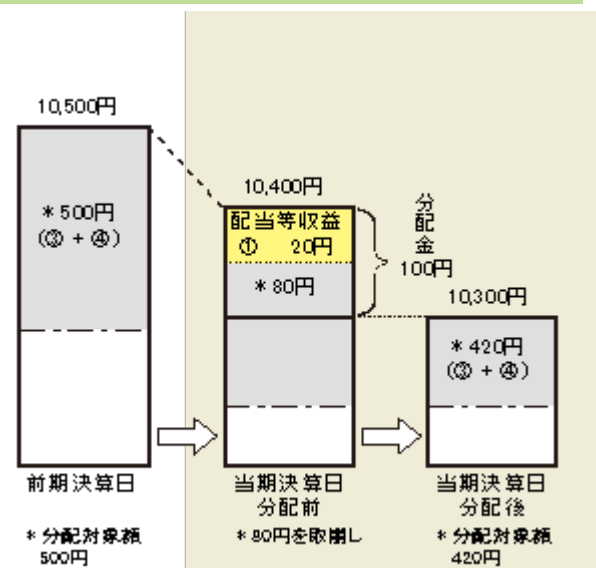 10,500円
*500円
(③ + ④)
前期決算日
*分配対象額
500円
10,400円
配当等収益
① 20円
*80円
分配金
100円
当期決算日
分配前
*80円を取崩し
10,300円
*420円
(③ + ④)
当期決算日
分配後
*分配対象額
420円